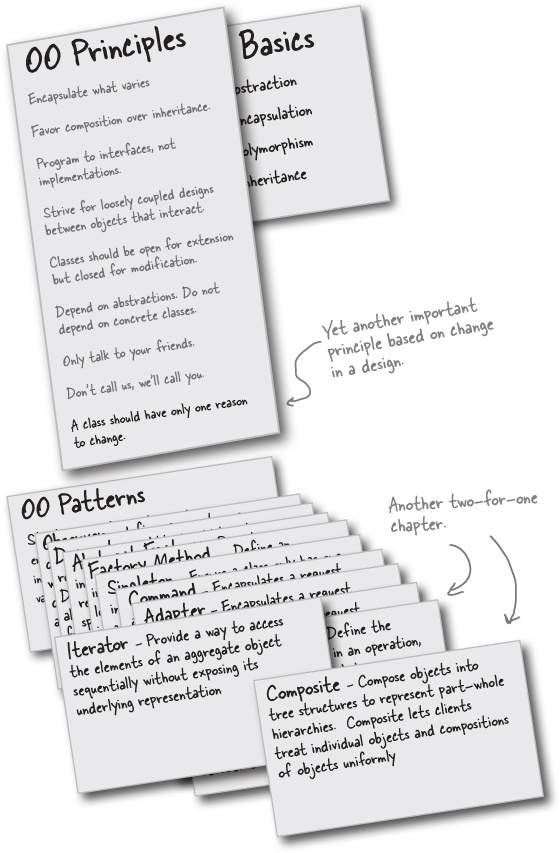 OO Principles
Encapsulate what varies
Favor composition over inheritance.
Program to interfaces, not
implementations.
Strive for loosely coupled designs
between objects that interact.
Classes should be open for extension
but closed for modification.
Depend on abstractions. Do not
depend on concrete classes.
Only talk to your friends.
Don't call us, we'll call you.
A class should have only one reason
to change.
Basics
bstraction
ncapsulation
olymorphism
nheritance
Yet another important
principle based on change
in a design.
OO Patterns
Factory Method - Define an
Singleton
Command - Encapsulates a request
Adapter - Encapsulates a request
request
Define the
in an operation,
Another two-for-one
chapter.
Iterator - Provide a way to access
the elements of an aggregate object
sequentially without exposing its
underlying representation
Composite - Compose objects into
tree structures to represent part-whole
hierarchies. Composite lets clients
treat individual objects and compositions
of objects uniformly